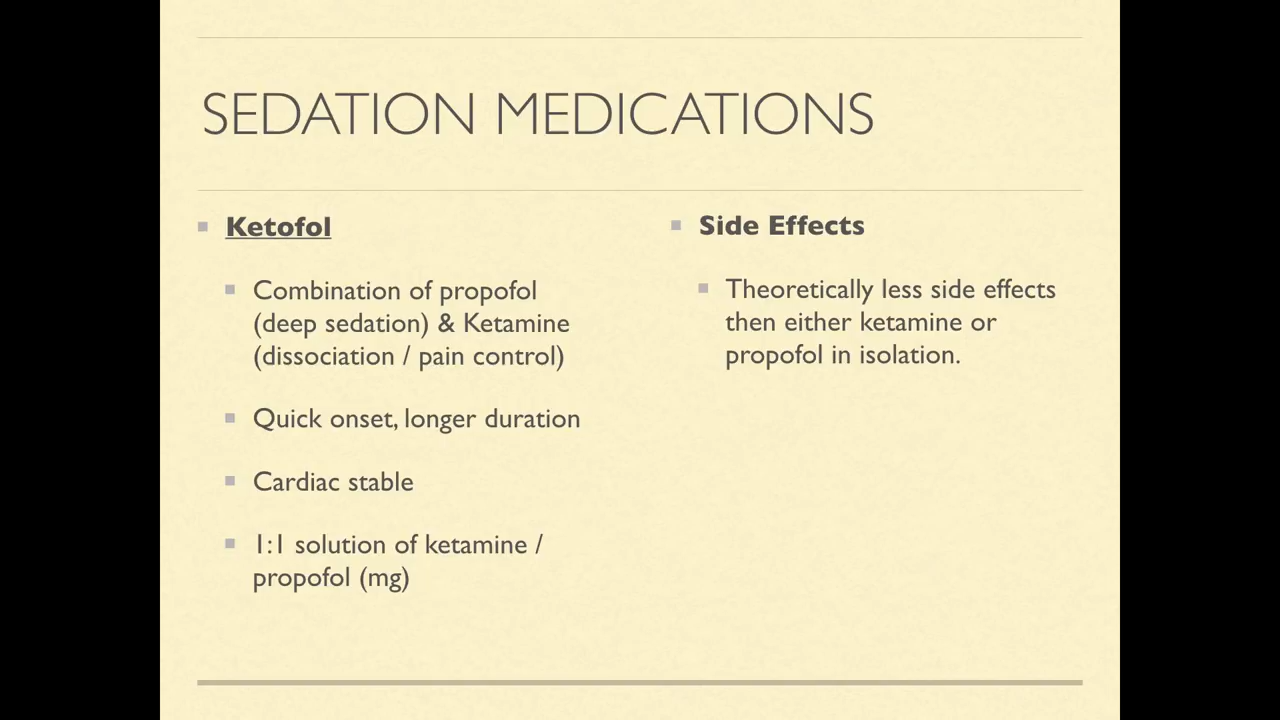 SEDATION MEDICATIONS
Ketofol
Combination of propofol
(deep sedation) & Ketamine
(dissociation / pain control)
Quick onset, longer duration
Cardiac stable
1:1 solution of ketamine /
propofol (mg)
Side Effects
Theoretically less side effects
then either ketamine or
propofol in isolation.